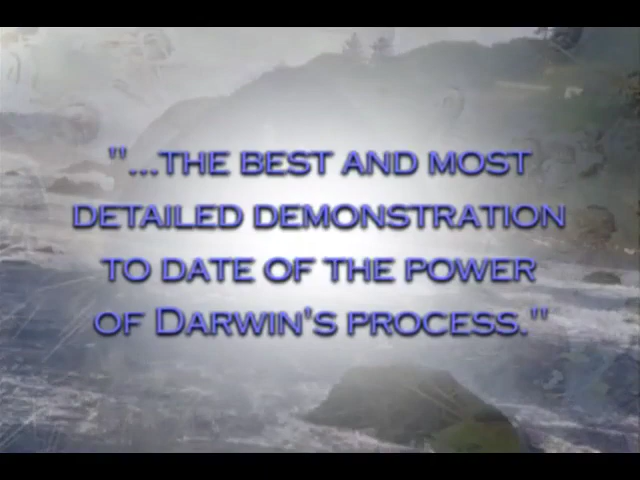 "...THE BEST AND MOST
DETAILED DEMONSTRATION
TO DATE OF THE POWER
OF DARWIN'S PROCESS."